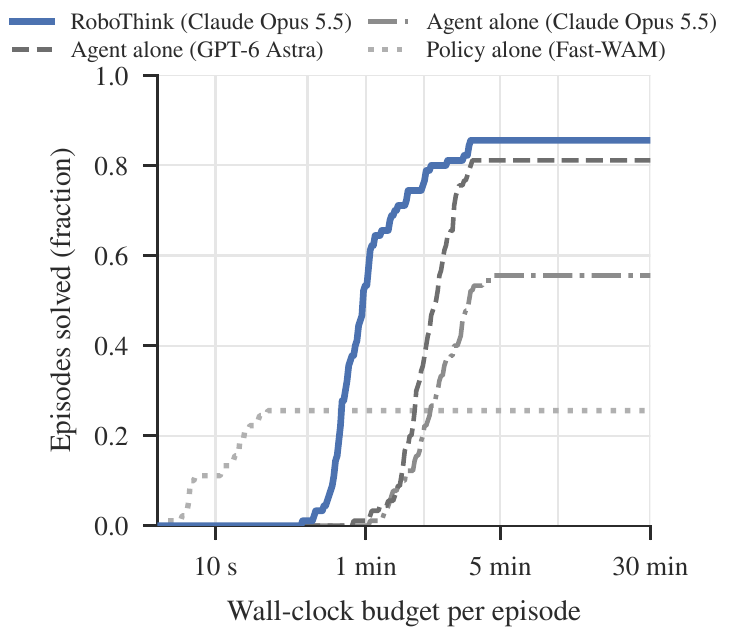 RoboThink (Claude Opus 5.5)
Agent alone (Claude Opus 5.5)
Agent alone (GPT-6 Astra)
Policy alone (Fast-WAM)
1.0
0.8
0.6
0.4
0.2
0.0
Episodes solved (fraction)
10 s
1 min
5 min
30 min
Wall-clock budget per episode